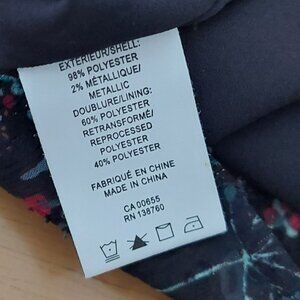 EXTÉRIEUR/SHELL:
98% POLYESTER
2% MÉTALLIQUE/
METALLIC
DOUBLURE/LINING:
60% POLYESTER
RETRANSFORMÉ/
REPROCESSED
POLYESTER
40% POLYESTER
FABRIQUÉ EN CHINE
MADE IN CHINA
CA 00655
RN 138760